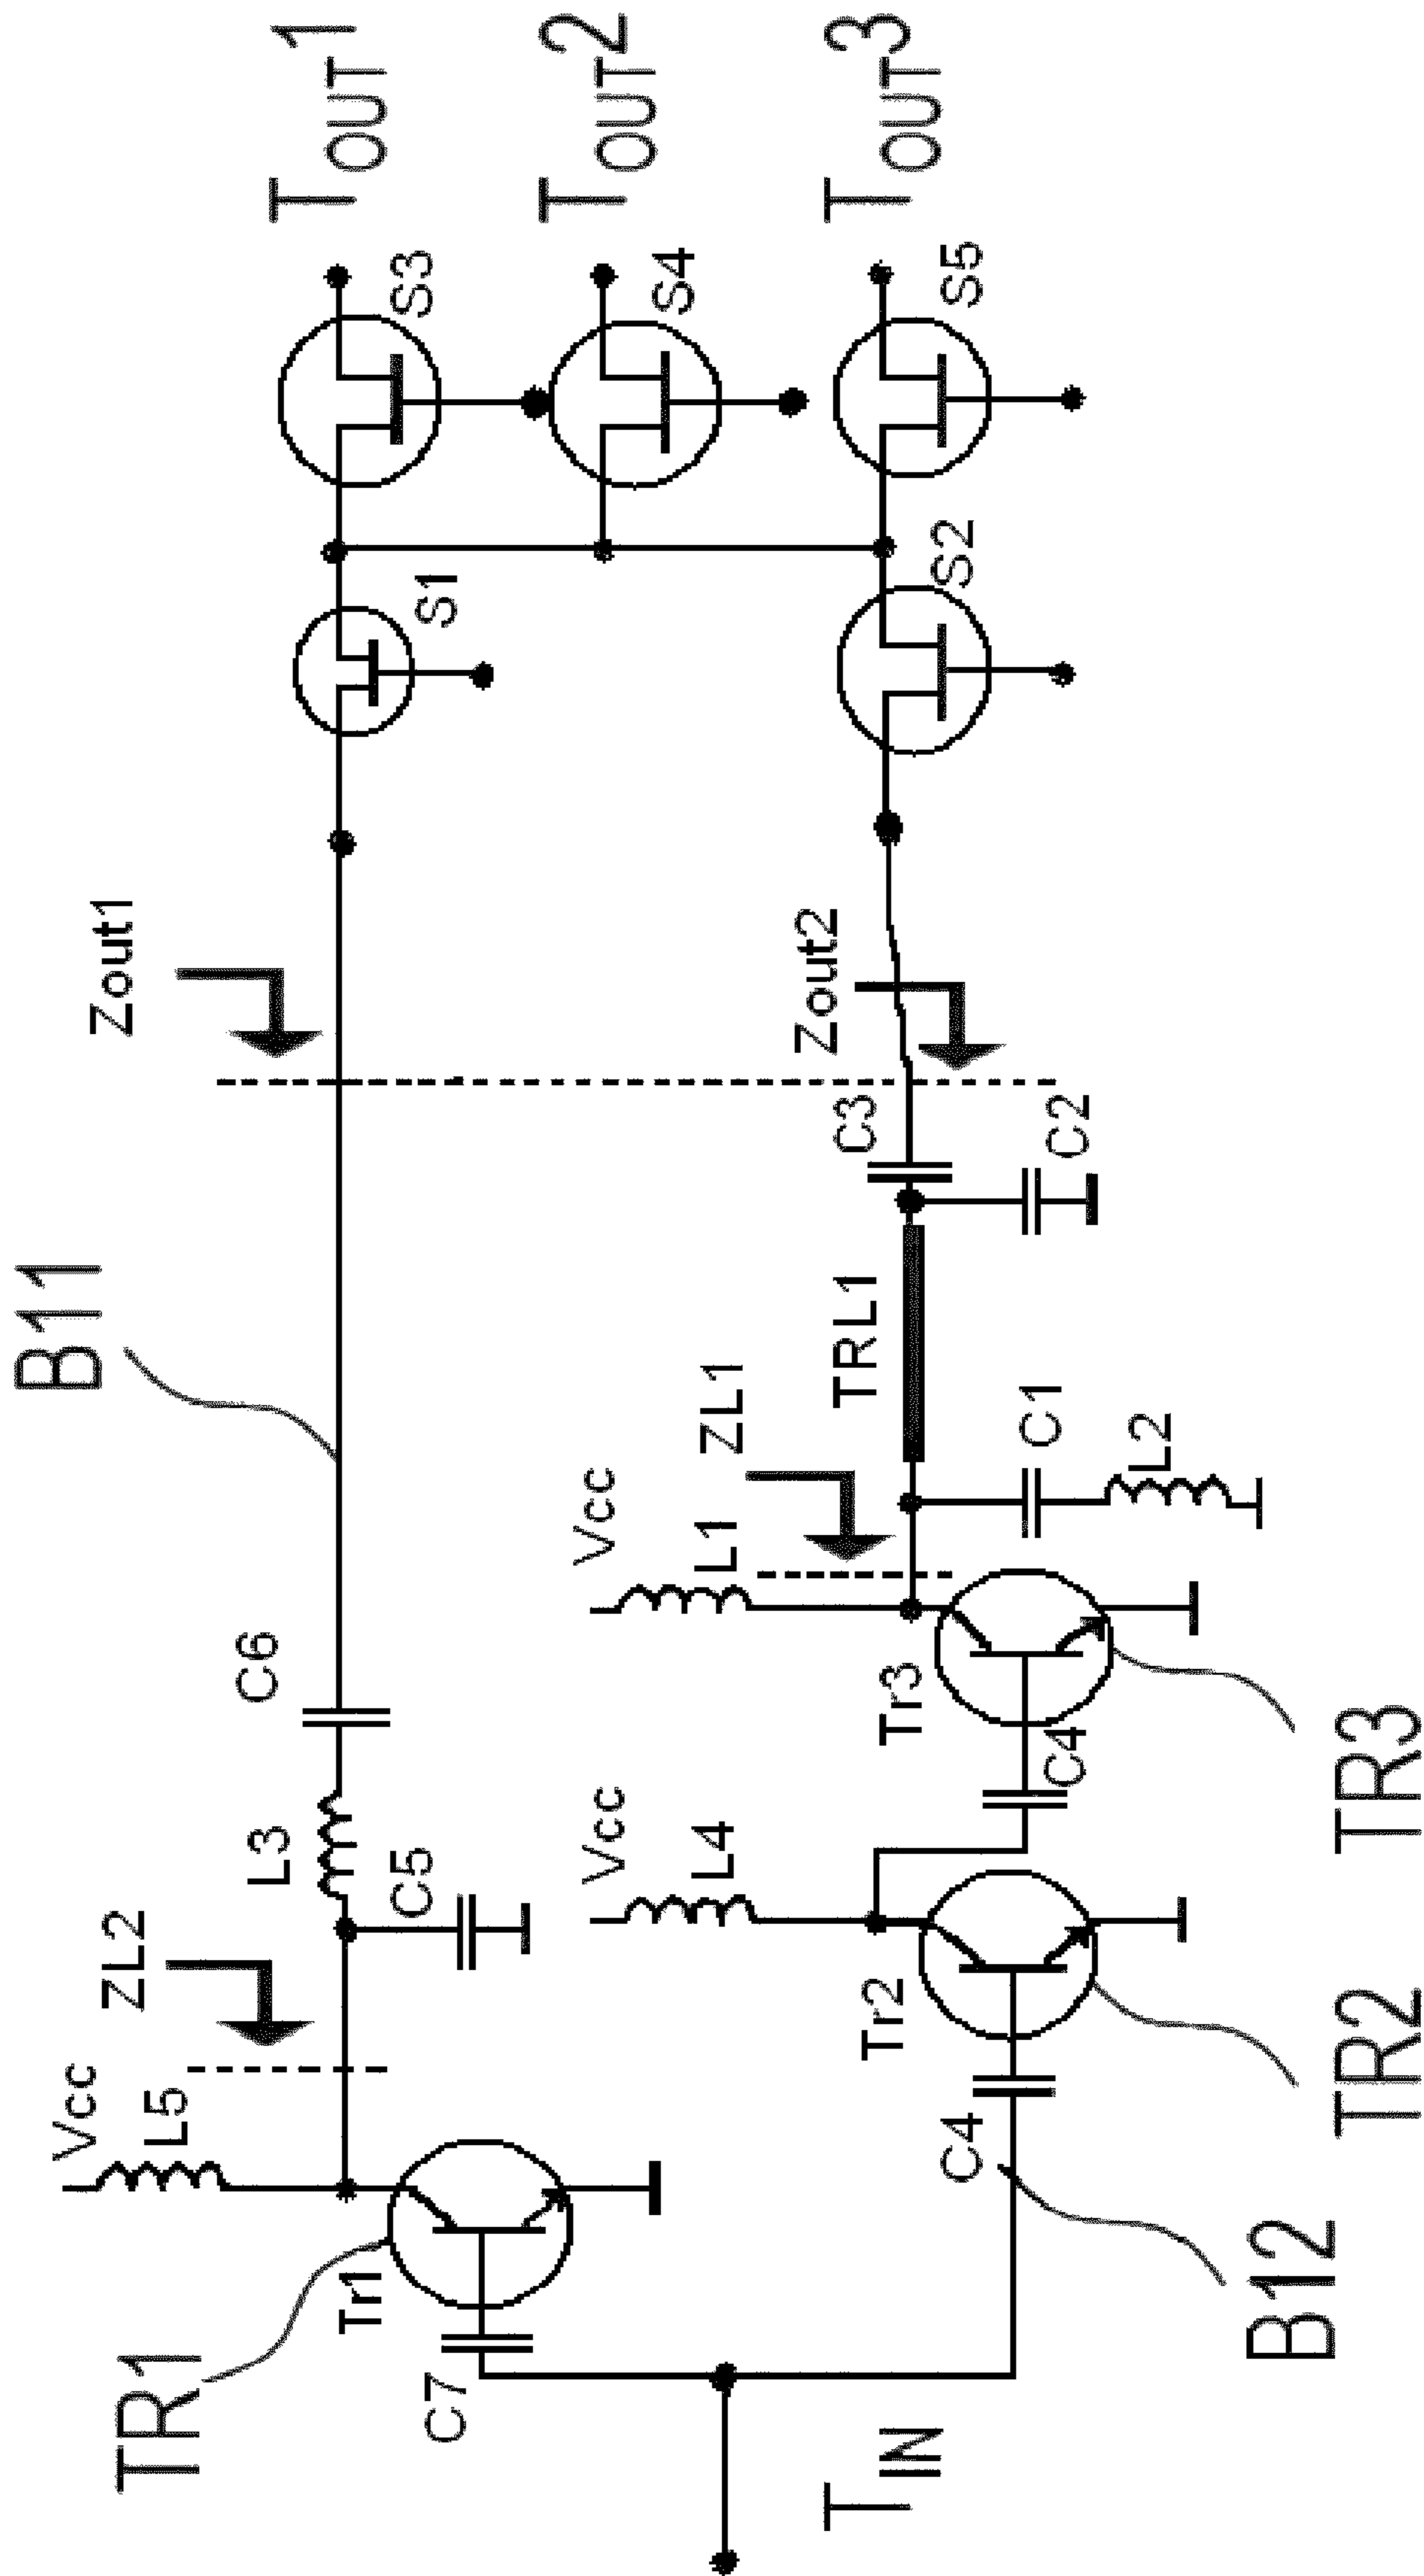 T_OUT1
T_OUT2
T_OUT3
S3
S4
S5
S1
S2
Zout1
Zout2
B11
C3
C2
TRL1
ZL1
C1
L2
Vcc
L1
C6
L3
C5
ZL2
Tr3
C4
TR3
Vcc
L4
Tr2
TR2
C4
B12
Vcc
L5
Tr1
TR1
C7
T_IN